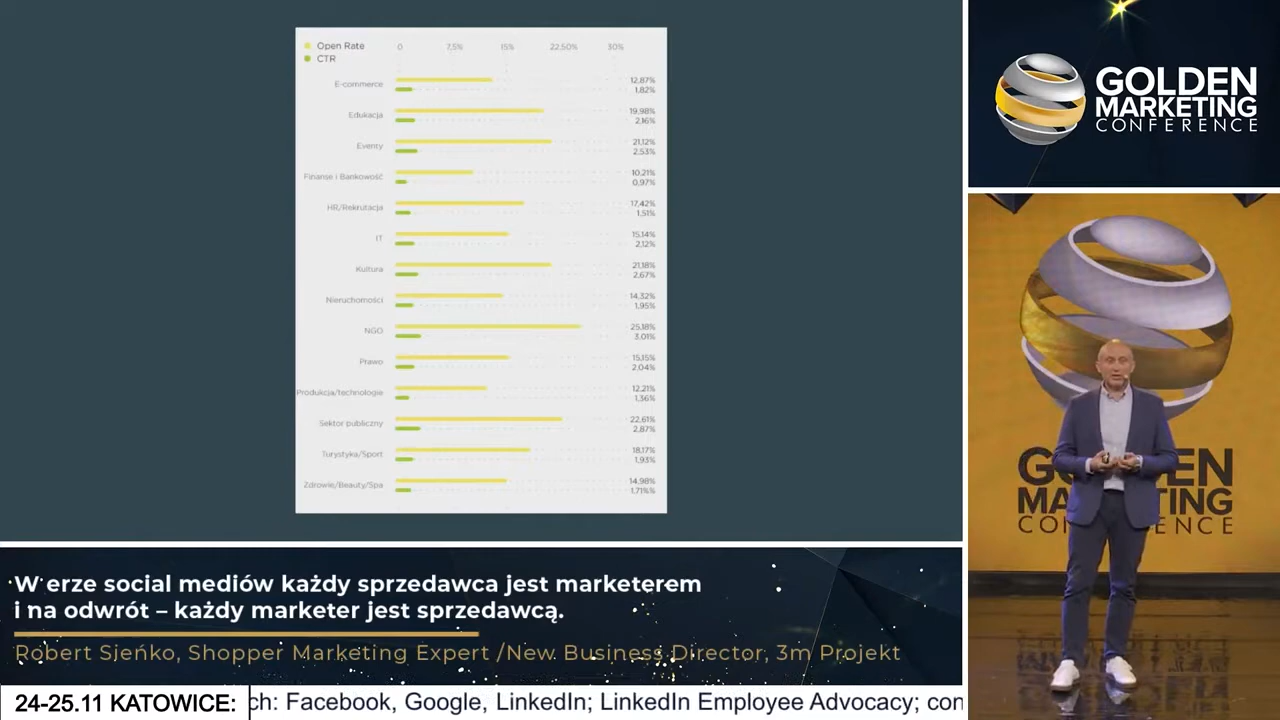 Open Rate
CTR
0 7,5% 15% 22,50% 30%
E-commerce 12,87% 1,82%
Edukacja 19,98% 2,16%
Eventy 21,12% 2,53%
Finanse i Bankowość 10,21% 0,97%
HR/Rekrutacja 17,42% 1,51%
IT 15,14% 2,12%
Kultura 21,18% 2,67%
Nieruchomości 14,32% 1,95%
NGO 25,18% 3,01%
Prawo 15,15% 2,04%
Produkcja/technologie 12,21% 1,36%
Sektor publiczny 22,61% 2,87%
Turystyka/Sport 18,17% 1,93%
Zdrowie/Beauty/Spa 14,98% 1,71%
GOLDEN
MARKETING
CONFERENCE
W erze social mediów każdy sprzedawca jest marketerem
i na odwrót – każdy marketer jest sprzedawcą.
Robert Sieńko, Shopper Marketing Expert /New Business Director, 3m Projekt
24-25.11 KATOWICE: ch: Facebook, Google, LinkedIn; LinkedIn Employee Advocacy; con